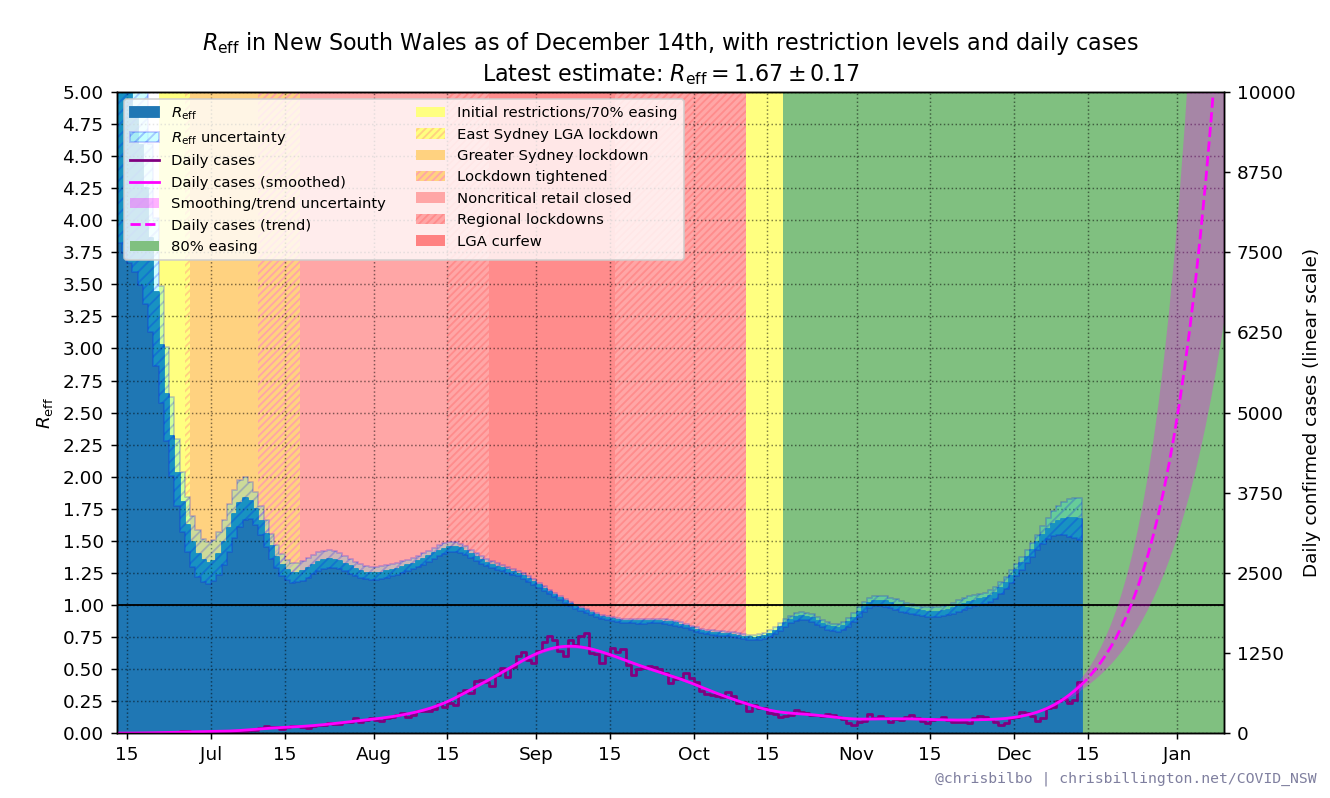 Reff in New South Wales as of December 14th, with restriction levels and daily cases
Latest estimate: Reff = 1.67 ± 0.17
Reff
Reff uncertainty
Daily cases
Daily cases (smoothed)
Smoothing/trend uncertainty
Daily cases (trend)
80% easing
Initial restrictions/70% easing
East Sydney LGA lockdown
Greater Sydney lockdown
Lockdown tightened
Noncritical retail closed
Regional lockdowns
LGA curfew
Reff
5.00
4.75
4.50
4.25
4.00
3.75
3.50
3.25
3.00
2.75
2.50
2.25
2.00
1.75
1.50
1.25
1.00
0.75
0.50
0.25
0.00
15 Jul 15 Aug 15 Sep 15 Oct 15 Nov 15 Dec 15 Jan
10000
8750
7500
6250
5000
3750
2500
1250
0
Daily confirmed cases (linear scale)
@chrisbilbo | chrisbillington.net/COVID_NSW